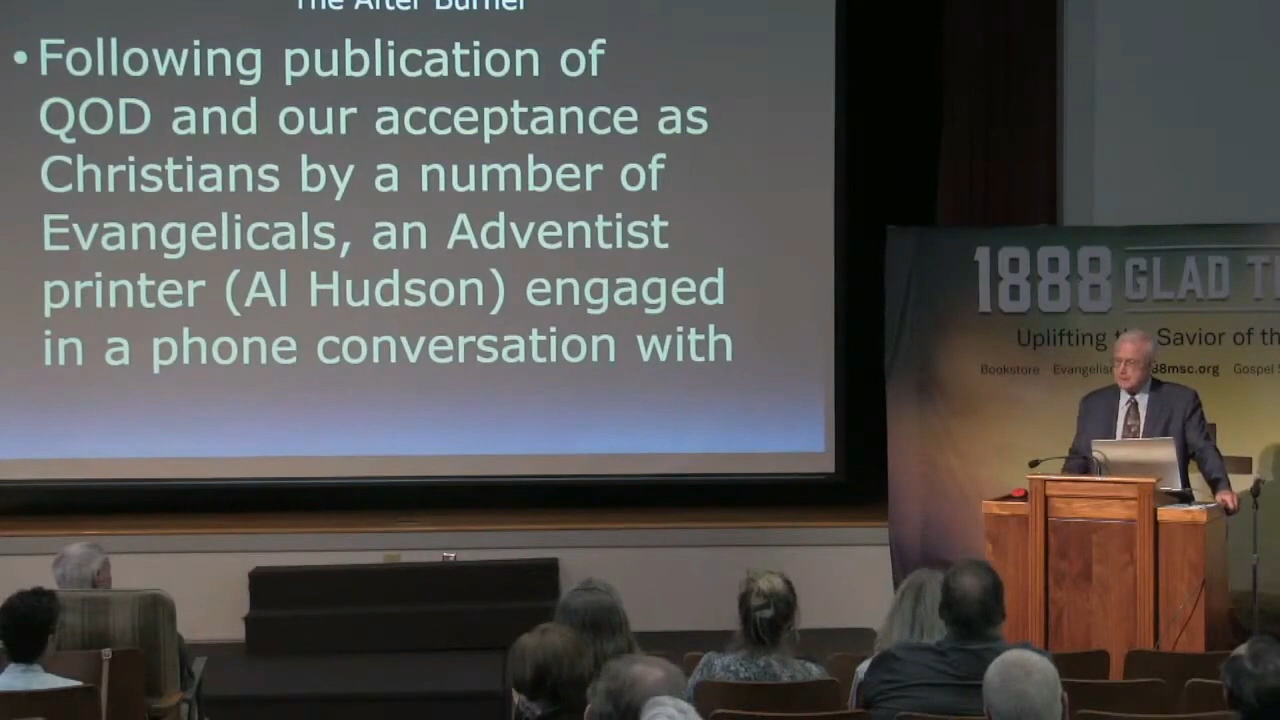 The After Burner
• Following publication of
QOD and our acceptance as
Christians by a number of
Evangelicals, an Adventist
printer (Al Hudson) engaged
in a phone conversation with
1888 GLAD
Uplifting Savior of
Bookstore 88msc.org Gospel